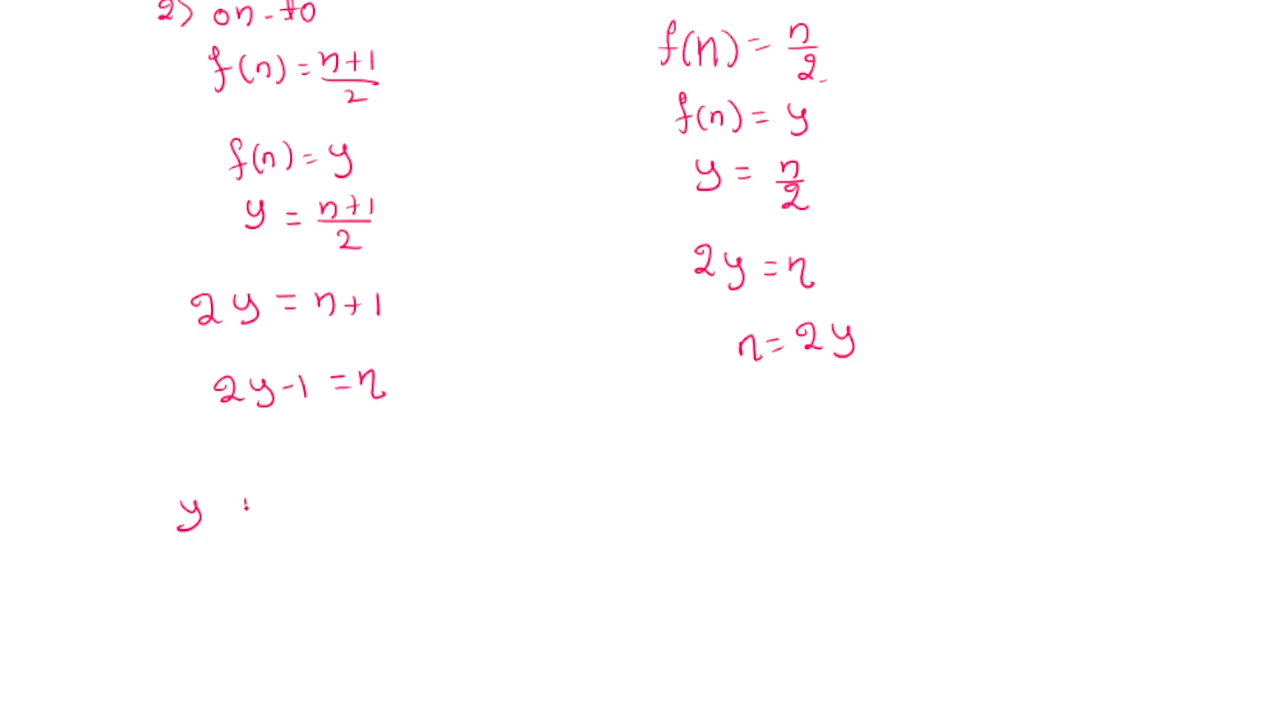 2) on-to
f(n) = n+1/2
f(n) = y
y = n+1/2
2y = n+1
2y-1 = n
y
f(n) = n/2
f(n) = y
y = n/2
2y = n
n = 2y